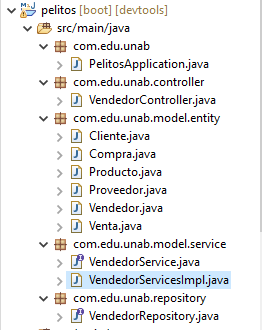 pelitos [boot] [devtools]
src/main/java
com.edu.unab
PelitosApplication.java
com.edu.unab.controller
VendedorController.java
com.edu.unab.model.entity
Cliente.java
Compra.java
Producto.java
Proveedor.java
Vendedor.java
Venta.java
com.edu.unab.model.service
VendedorService.java
VendedorServicesImpl.java
com.edu.unab.repository
VendedorRepository.java